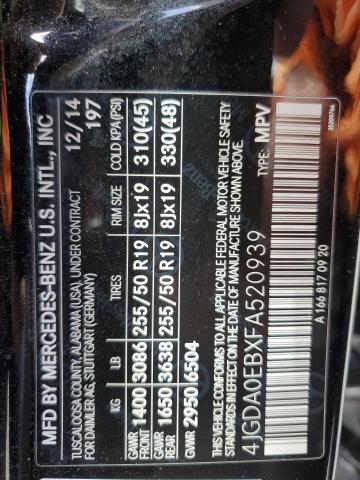 MFD BY MERCEDES-BENZ U.S. INTL., INC
TUSCALOOSA COUNTY, ALABAMA (USA), UNDER CONTRACT 12/14
FOR DAIMLER AG, STUTTGART (GERMANY) 197
KG LB TIRES RIM SIZE COLD KPA(PSI)
GAWR FRONT 1400 3086 255/50 R19 8Jx19 310(45)
GAWR REAR 1650 3638 255/50 R19 8Jx19 330(48)
GVWR 2950 6504
THIS VEHICLE CONFORMS TO ALL APPLICABLE FEDERAL MOTOR VEHICLE SAFETY
STANDARDS IN EFFECT ON THE DATE OF MANUFACTURE SHOWN ABOVE.
4JGDA0EBXFA520939 TYPE: MPV
A 166 817 09 20